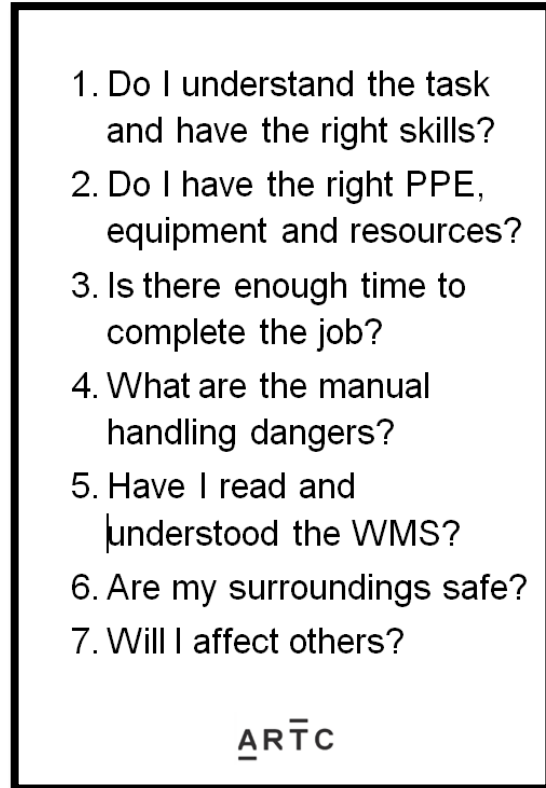 1. Do I understand the task
and have the right skills?
2. Do I have the right PPE,
equipment and resources?
3. Is there enough time to
complete the job?
4. What are the manual
handling dangers?
5. Have I read and
understood the WMS?
6. Are my surroundings safe?
7. Will I affect others?
ARTC